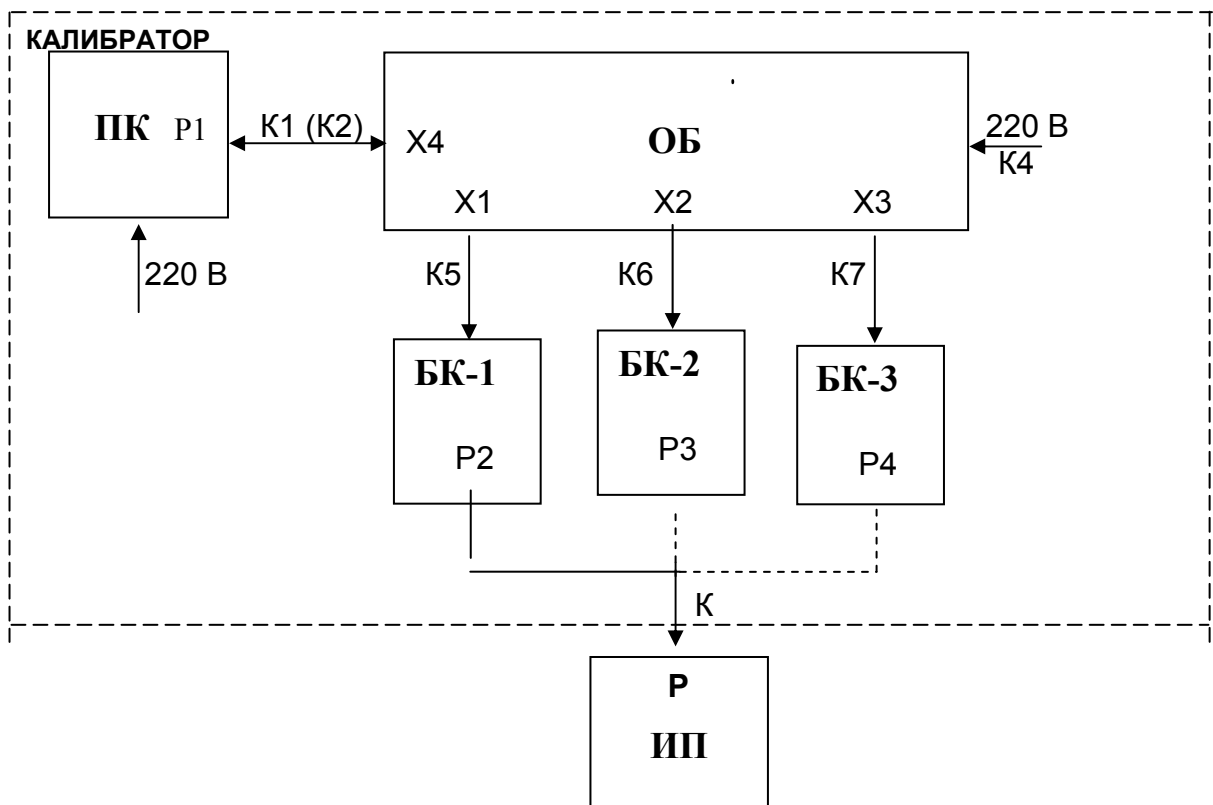 КАЛИБРАТОР
ПК Р1
К1 (К2)
Х4
ОБ
220 В
К4
Х1 Х2 Х3
220 В
К5 К6 К7
БК-1 БК-2 БК-3
Р2 Р3 Р4
К
Р
ИП